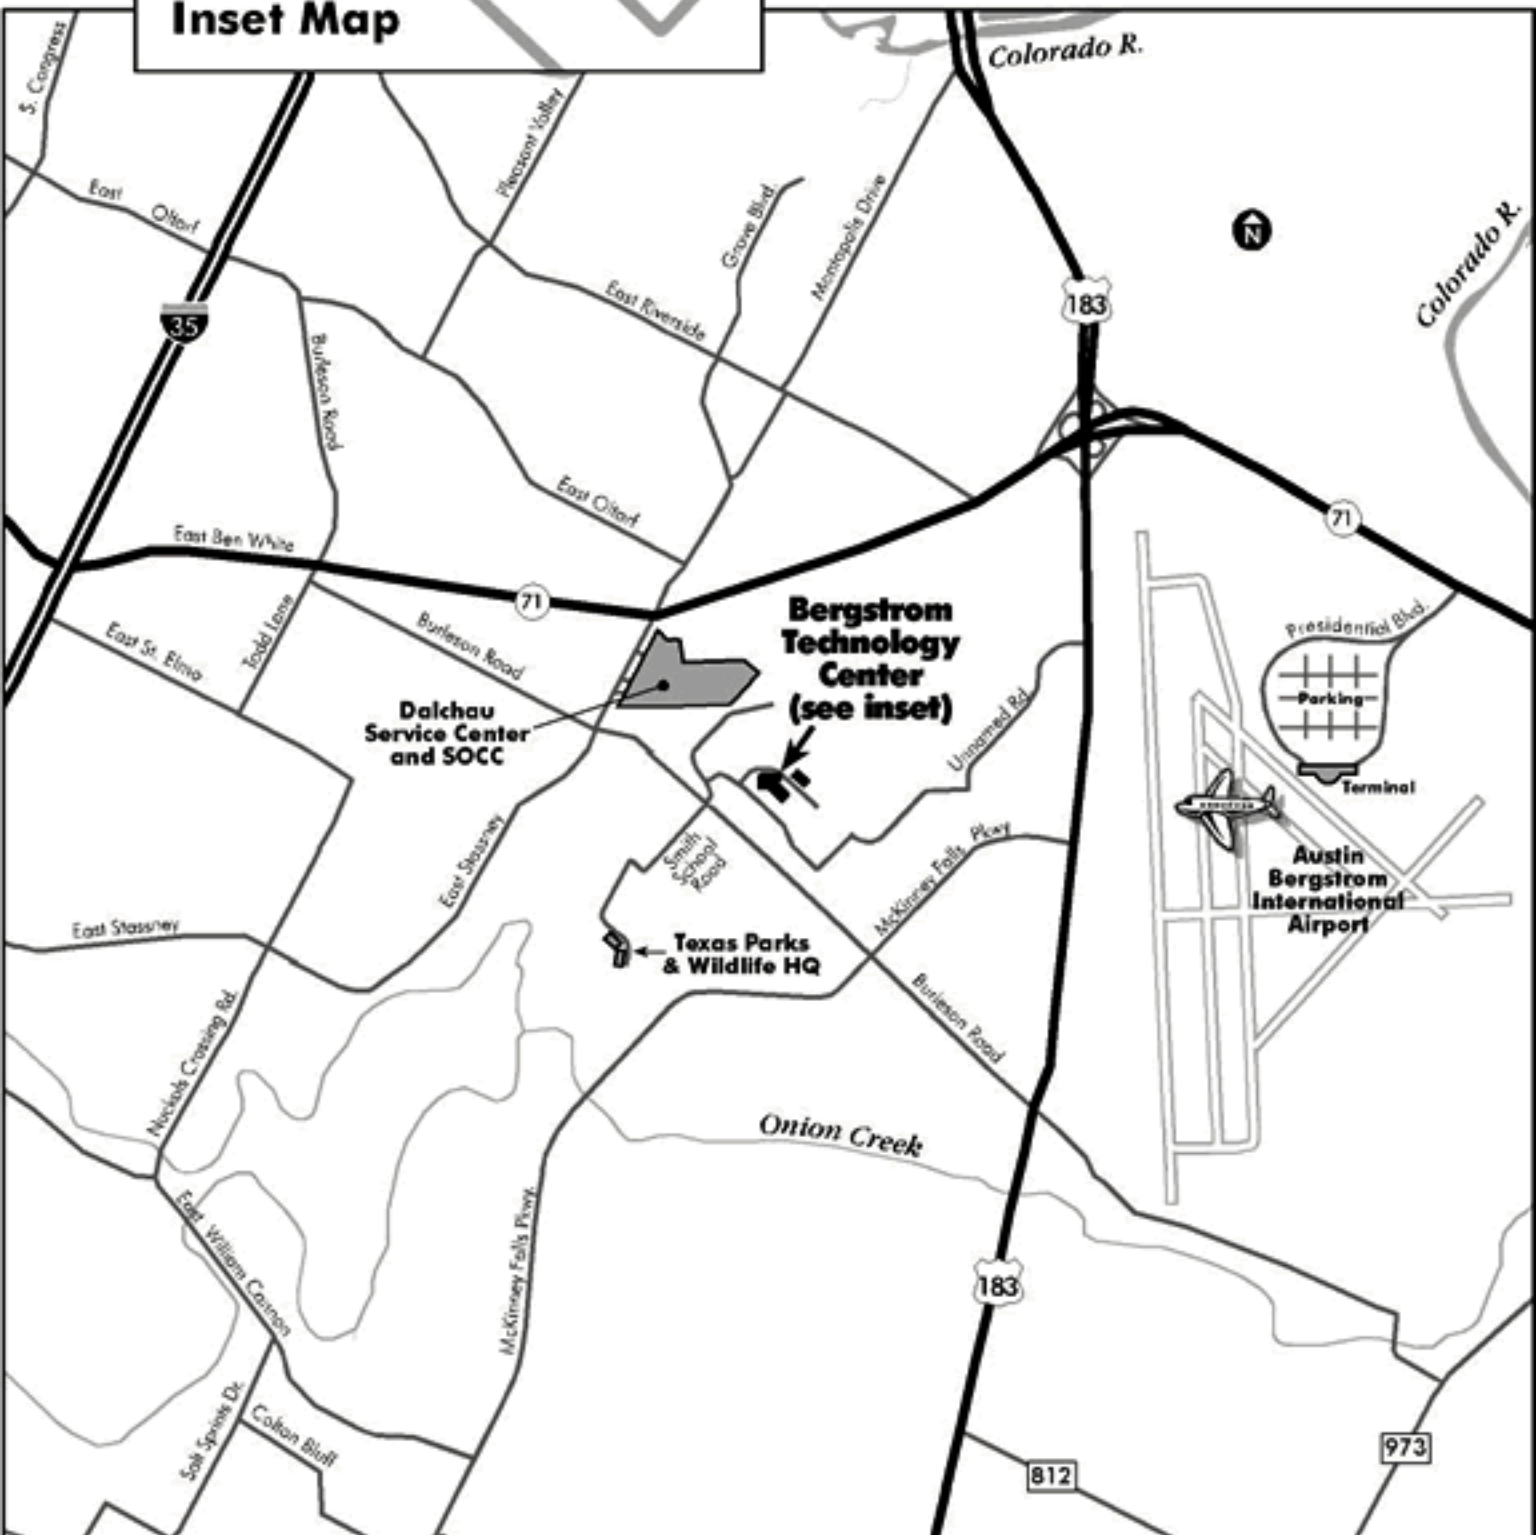 Inset Map
Colorado R.
S. Congress
Pleasant Valley
East
Oltorf
Grove Blvd.
Montopolis Drive
N
Colorado R.
183
35
East Riverside
Burleson Road
71
East Oltorf
East Ben White
71
Bergstrom
Technology
Center
(see inset)
Presidential Blvd.
Parking
Terminal
East St. Elmo
Todd Lane
Burleson Road
Dalchau
Service Center
and SOCC
Unnamed Rd.
East Stassney
Smith
School
Road
McKinney Falls Pkwy
Austin
Bergstrom
International
Airport
East Stassney
Texas Parks
& Wildlife HQ
Burleson Road
Nuckols Crossing Rd.
Onion Creek
East William Cannon
McKinney Falls Pkwy.
183
Salt Sprints Dr.
Colton Bluff
812
973